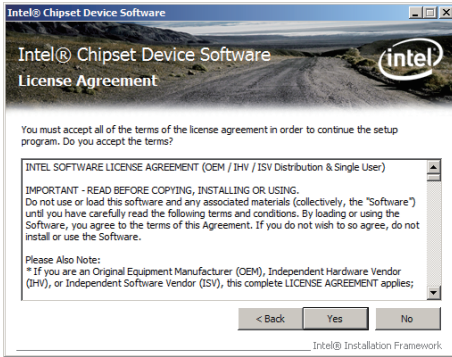 Intel® Chipset Device Software
Intel® Chipset Device Software
License Agreement
intel
You must accept all of the terms of the license agreement in order to continue the setup
program. Do you accept the terms?
INTEL SOFTWARE LICENSE AGREEMENT (OEM / IHV / ISV Distribution & Single User)
IMPORTANT - READ BEFORE COPYING, INSTALLING OR USING.
Do not use or load this software and any associated materials (collectively, the "Software")
until you have carefully read the following terms and conditions. By loading or using the
Software, you agree to the terms of this Agreement. If you do not wish to so agree, do not
install or use the Software.
Please Also Note:
* If you are an Original Equipment Manufacturer (OEM), Independent Hardware Vendor
(IHV), or Independent Software Vendor (ISV), this complete LICENSE AGREEMENT applies;
< Back Yes No
Intel® Installation Framework